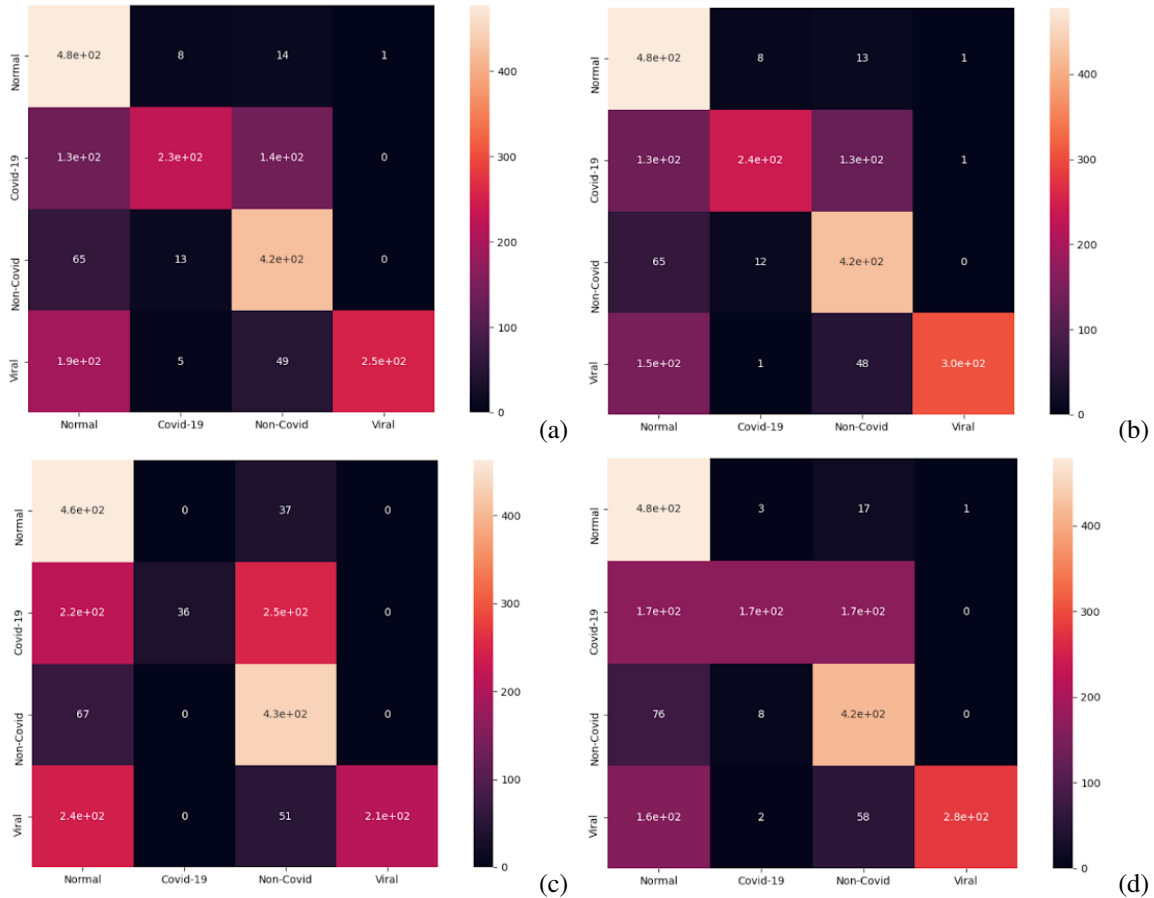 4.8e+02 8 14 1
1.3e+02 2.3e+02 1.4e+02 0
65 13 4.2e+02 0
1.9e+02 5 49 2.5e+02
Normal
Covid-19
Non-Covid
Viral
Normal Covid-19 Non-Covid Viral
400
300
200
100
0
(a)
4.8e+02 8 13 1
1.3e+02 2.4e+02 1.3e+02 1
65 12 4.2e+02 0
1.5e+02 1 48 3.0e+02
Normal
Covid-19
Non-Covid
Viral
Normal Covid-19 Non-Covid Viral
400
300
200
100
0
(b)
4.6e+02 0 37 0
2.2e+02 36 2.5e+02 0
67 0 4.3e+02 0
2.4e+02 0 51 2.1e+02
Normal
Covid-19
Non-Covid
Viral
Normal Covid-19 Non-Covid Viral
400
300
200
100
0
(c)
4.8e+02 3 17 1
1.7e+02 1.7e+02 1.7e+02 0
76 8 4.2e+02 0
1.6e+02 2 58 2.8e+02
Normal
Covid-19
Non-Covid
Viral
Normal Covid-19 Non-Covid Viral
400
300
200
100
0
(d)